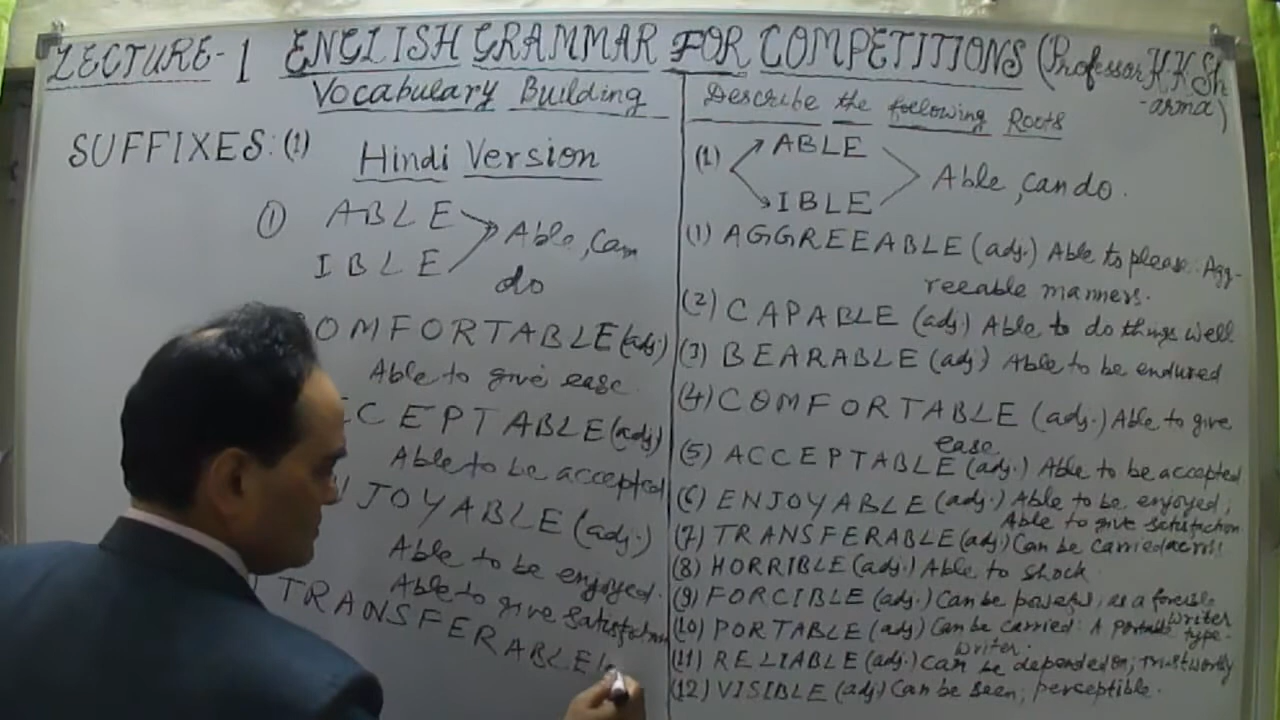 LECTURE-1 ENGLISH GRAMMAR FOR COMPETITIONS (Professor K K Sh
-arma)
Vocabulary Building
SUFFIXES: (1)
Hindi Version
① ABLE
IBLE
Able, Can
do
OMFORTABLE (adj.)
Able to give ease.
CCEPTABLE (adj)
Able to be accepted
JOYABLE (adj.)
Able to be enjoyed.
Able to give satisfaction
TRANSFERABLE (
Describe the following Roots
(1) ABLE
IBLE
Able, can do.
(1) AGGREEABLE (adj.) Able to please: Agg-
reeable manners.
(2) CAPABLE (adj.) Able to do things well
(3) BEARABLE (adj) Able to be endured
(4) COMFORTABLE (adj.) Able to give
ease
(5) ACCEPTABLE (adj.) Able to be accepted
(6) ENJOYABLE (adj.) Able to be enjoyed;
Able to give satisfaction
(7) TRANSFERABLE (adj.) Can be carried across
(8) HORRIBLE (adj.) Able to shock
(9) FORCIBLE (adj.) Can be powerful, as a forcible
writer
(10) PORTABLE (adj) Can be carried: A portable type-
writer.
(11) RELIABLE (adj.) Can be depended on; trustworthy
(12) VISIBLE (adj) Can be seen; perceptible.